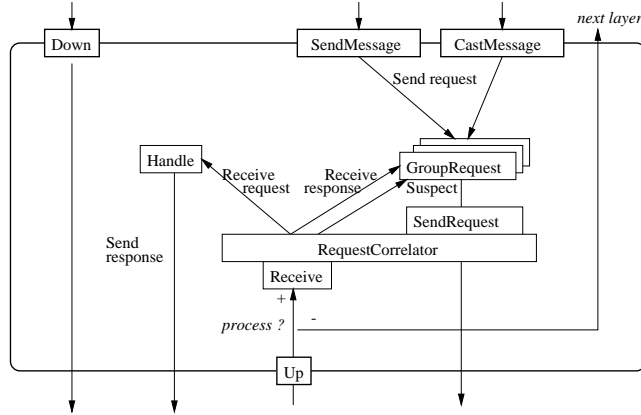 next layer
Down
SendMessage
CastMessage
Send request
Handle
Receive
request
Receive
response
GroupRequest
Suspect
SendRequest
Send
response
RequestCorrelator
Receive
+
process ?
-
Up